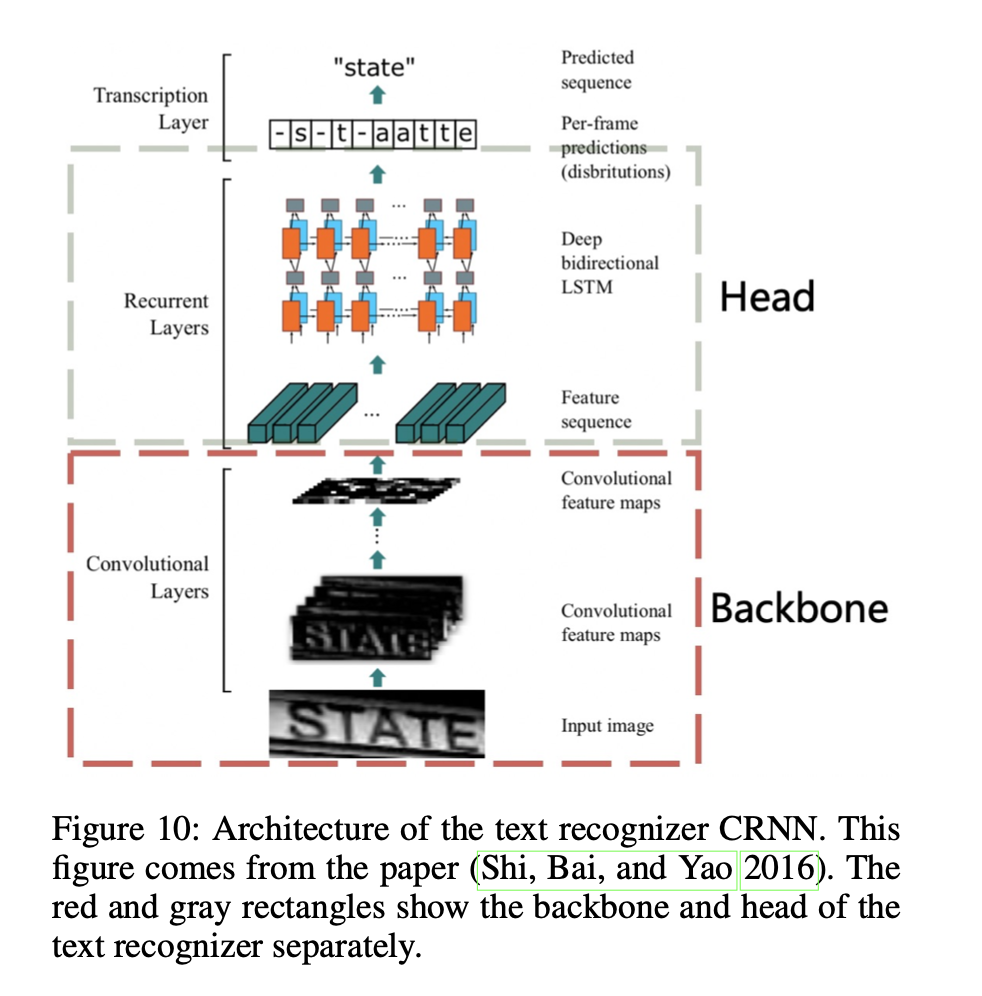 "state"
Predicted
sequence
Transcription
Layer
-s-t-aatte
Per-frame
predictions
(disbritutions)
Recurrent
Layers
...
Deep
bidirectional
LSTM
...
Head
...
Feature
sequence
Convolutional
feature maps
Convolutional
Layers
STATE
Convolutional
feature maps
Backbone
STATE
Input image
Figure 10: Architecture of the text recognizer CRNN. This
figure comes from the paper (Shi, Bai, and Yao 2016). The
red and gray rectangles show the backbone and head of the
text recognizer separately.